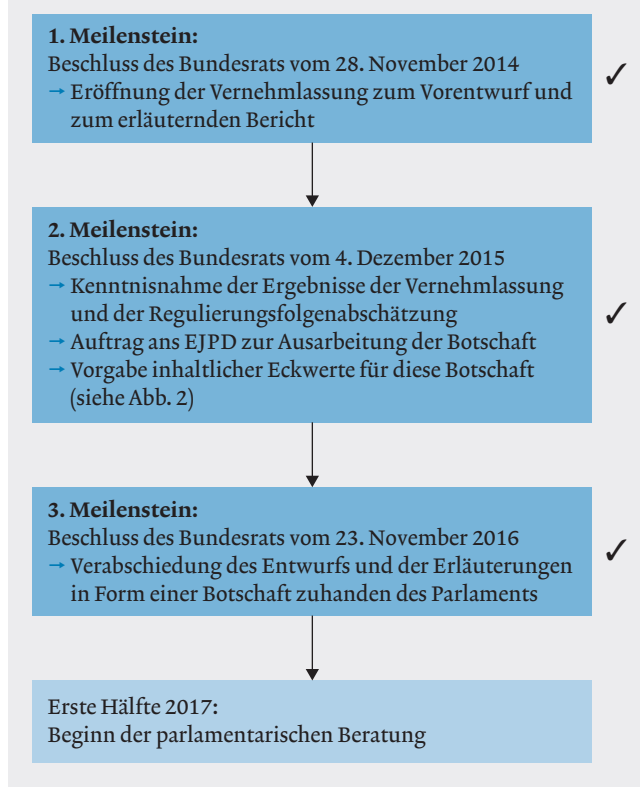 1. Meilenstein:
Beschluss des Bundesrats vom 28. November 2014
→ Eröffnung der Vernehmlassung zum Vorentwurf und
zum erläuternden Bericht
✓
2. Meilenstein:
Beschluss des Bundesrats vom 4. Dezember 2015
→ Kenntnisnahme der Ergebnisse der Vernehmlassung
und der Regulierungsfolgenabschätzung
→ Auftrag ans EJPD zur Ausarbeitung der Botschaft
→ Vorgabe inhaltlicher Eckwerte für diese Botschaft
(siehe Abb. 2)
✓
3. Meilenstein:
Beschluss des Bundesrats vom 23. November 2016
→ Verabschiedung des Entwurfs und der Erläuterungen
in Form einer Botschaft zuhanden des Parlaments
✓
Erste Hälfte 2017:
Beginn der parlamentarischen Beratung